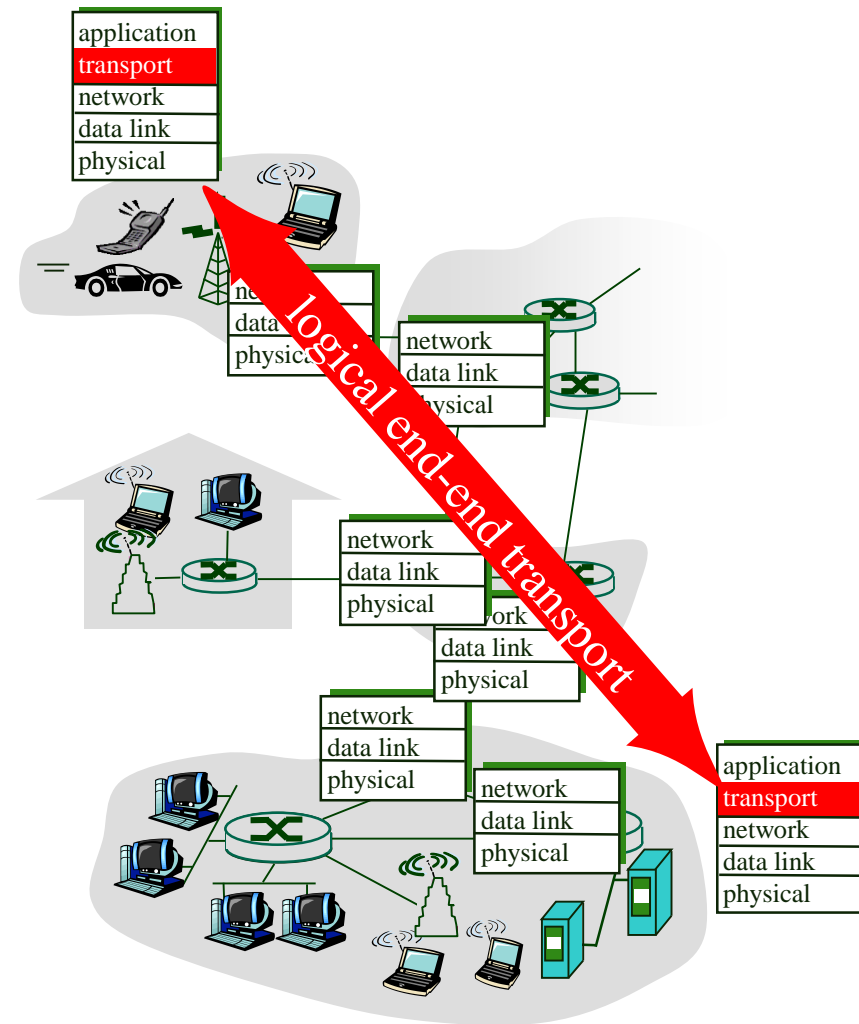 application
transport
network
data link
physical
data
physical
network
data link
physical
logical end-end transport
network
data link
physical
data link
physical
network
data link
physical
network
data link
physical
application
transport
network
data link
physical